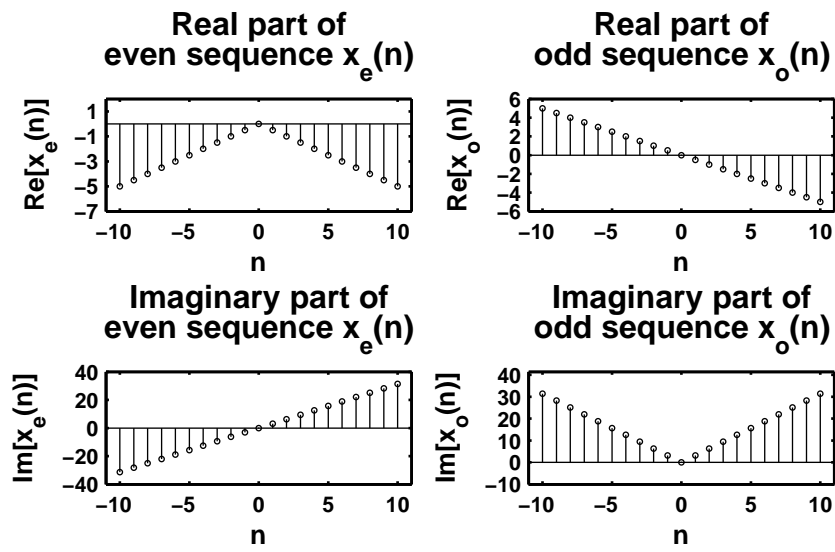 Real part of
even sequence x_e(n)
Re[x_e(n)]
1
−1
−3
−5
−7
−10 −5 0 5 10
n
Real part of
odd sequence x_o(n)
Re[x_o(n)]
6
4
2
0
−2
−4
−6
−10 −5 0 5 10
n
Imaginary part of
even sequence x_e(n)
Im[x_e(n)]
40
20
0
−20
−40
−10 −5 0 5 10
n
Imaginary part of
odd sequence x_o(n)
Im[x_o(n)]
40
30
20
10
0
−10
−10 −5 0 5 10
n